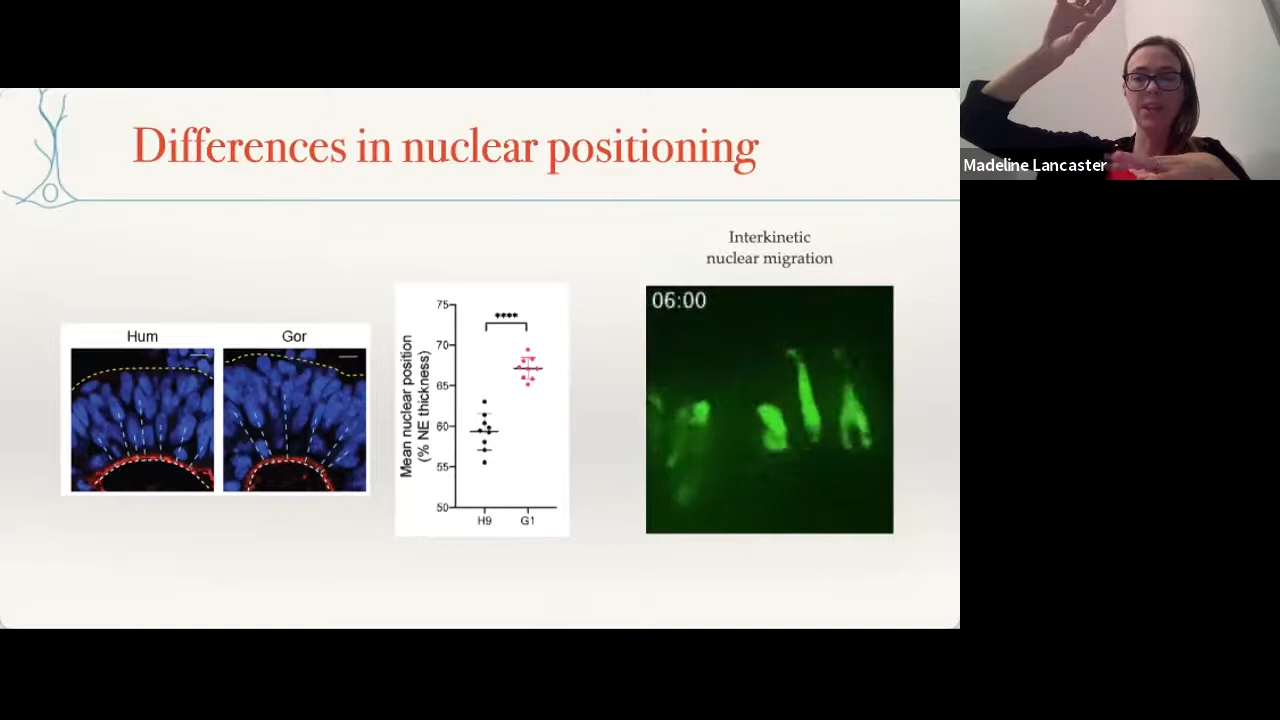 Differences in nuclear positioning
Madeline Lancaster
Interkinetic
nuclear migration
Hum
Gor
Mean nuclear position
(% NE thickness)
75
70
65
60
55
50
****
H9
G1
06:00